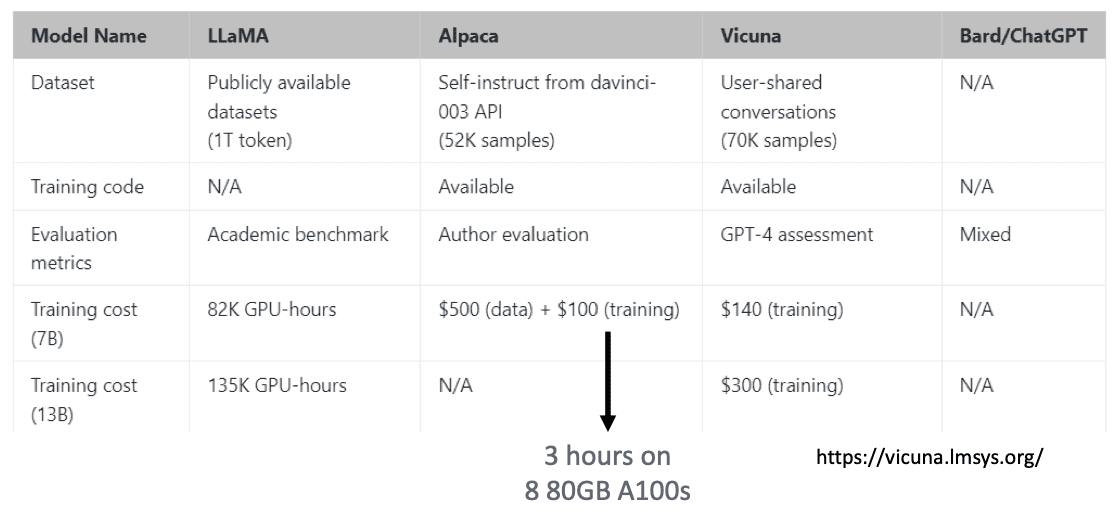 Model Name LLaMA Alpaca Vicuna Bard/ChatGPT
Dataset Publicly available Self-instruct from davinci- User-shared N/A
datasets 003 API conversations
(1T token) (52K samples) (70K samples)
Training code N/A Available Available N/A
Evaluation Academic benchmark Author evaluation GPT-4 assessment Mixed
metrics
Training cost 82K GPU-hours $500 (data) + $100 (training) $140 (training) N/A
(7B)
Training cost 135K GPU-hours N/A $300 (training) N/A
(13B)
3 hours on https://vicuna.lmsys.org/
8 80GB A100s